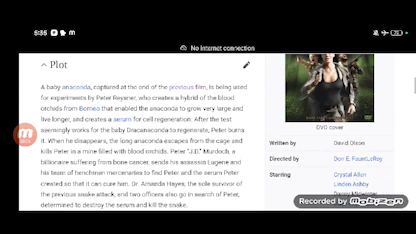 5:35
No internet connection
Plot
A baby anaconda, captured at the end of the previous film, is being used
for experiments by Peter Reysner, who creates a hybrid of the blood
orchids from Borneo that enabled the anaconda to grow very large and
live longer, and creates a serum for cell regeneration. After the test
seemingly works for the baby Dracanaconda to regenerate, Peter burns
it. When he disappears, the long anaconda escapes from the cage and
kills Peter is a mine filled with blood orchids. Peter "J.D." Murdoch, a
billionaire suffering from bone cancer, sends his assassin Eugene and
his team of henchman mercenaries to find Peter and the serum Peter
created so that it can cure him. Dr. Amanda Hayes, the sole survivor of
the previous snake attack, and two officers also go in search of Peter,
determined to destroy the serum and kill the snake.
DVD cover
Written by David Olson
Directed by Don E. FauntLeRoy
Starring Crystal Allen
Linden Ashby
Recorded by mobizen